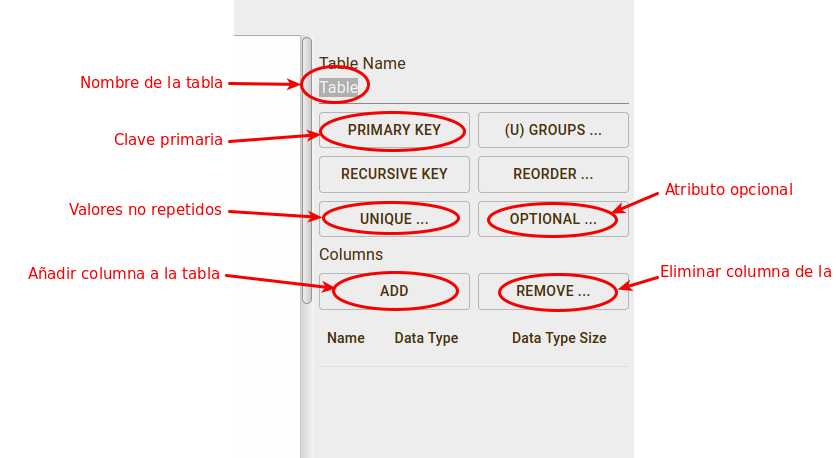 Table Name
Nombre de la tabla
Table
Clave primaria
PRIMARY KEY
(U) GROUPS ...
RECURSIVE KEY
REORDER ...
Atributo opcional
Valores no repetidos
UNIQUE ...
OPTIONAL ...
Columns
Añadir columna a la tabla
Eliminar columna de la
ADD
REMOVE ...
Name
Data Type
Data Type Size